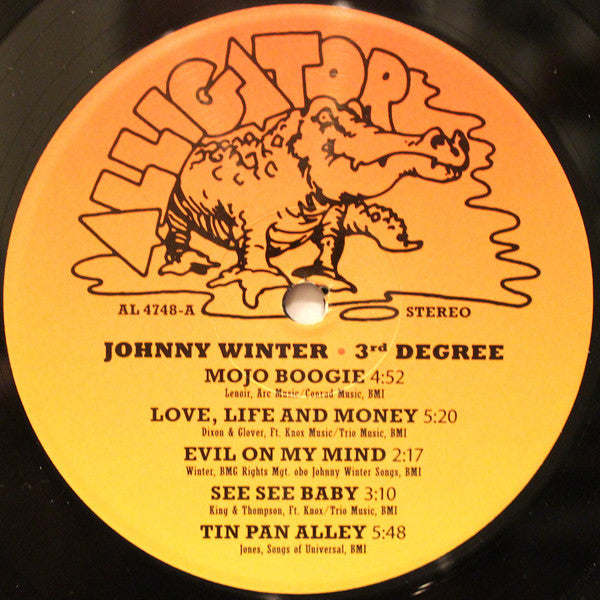 ALLIGATOR
AL 4748-A STEREO
JOHNNY WINTER • 3rd DEGREE
MOJO BOOGIE 4:52
Lenoir, Arc Music/Conrad Music, BMI
LOVE, LIFE AND MONEY 5:20
Dixon & Glover, Ft. Knox Music/Trio Music, BMI
EVIL ON MY MIND 2:17
Winter, BMG Rights Mgt. obo Johnny Winter Songs, BMI
SEE SEE BABY 3:10
King & Thompson, Ft. Knox/Trio Music, BMI
TIN PAN ALLEY 5:48
Jones, Songs of Universal, BMI